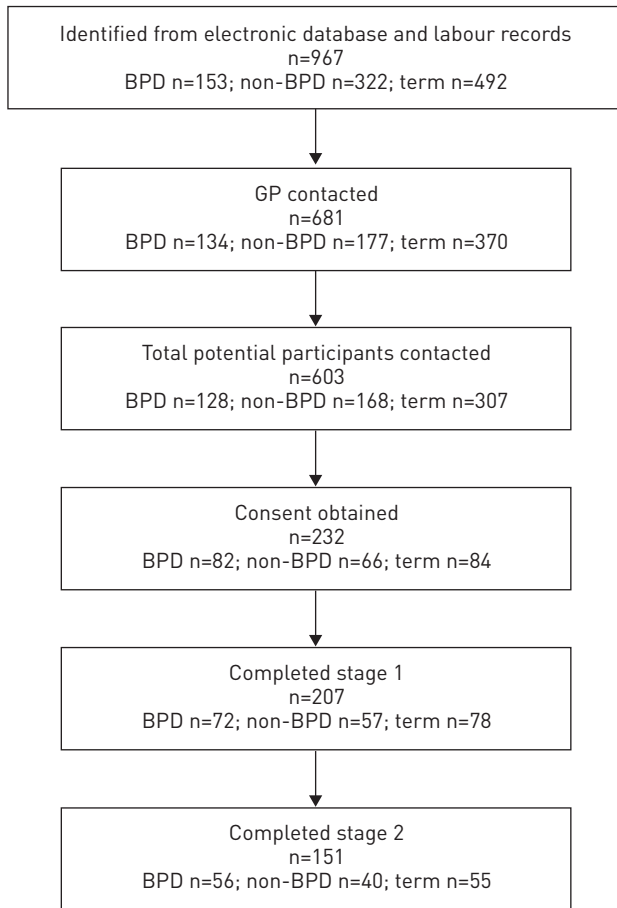 Identified from electronic database and labour records
n=967
BPD n=153; non-BPD n=322; term n=492
GP contacted
n=681
BPD n=134; non-BPD n=177; term n=370
Total potential participants contacted
n=603
BPD n=128; non-BPD n=168; term n=307
Consent obtained
n=232
BPD n=82; non-BPD n=66; term n=84
Completed stage 1
n=207
BPD n=72; non-BPD n=57; term n=78
Completed stage 2
n=151
BPD n=56; non-BPD n=40; term n=55